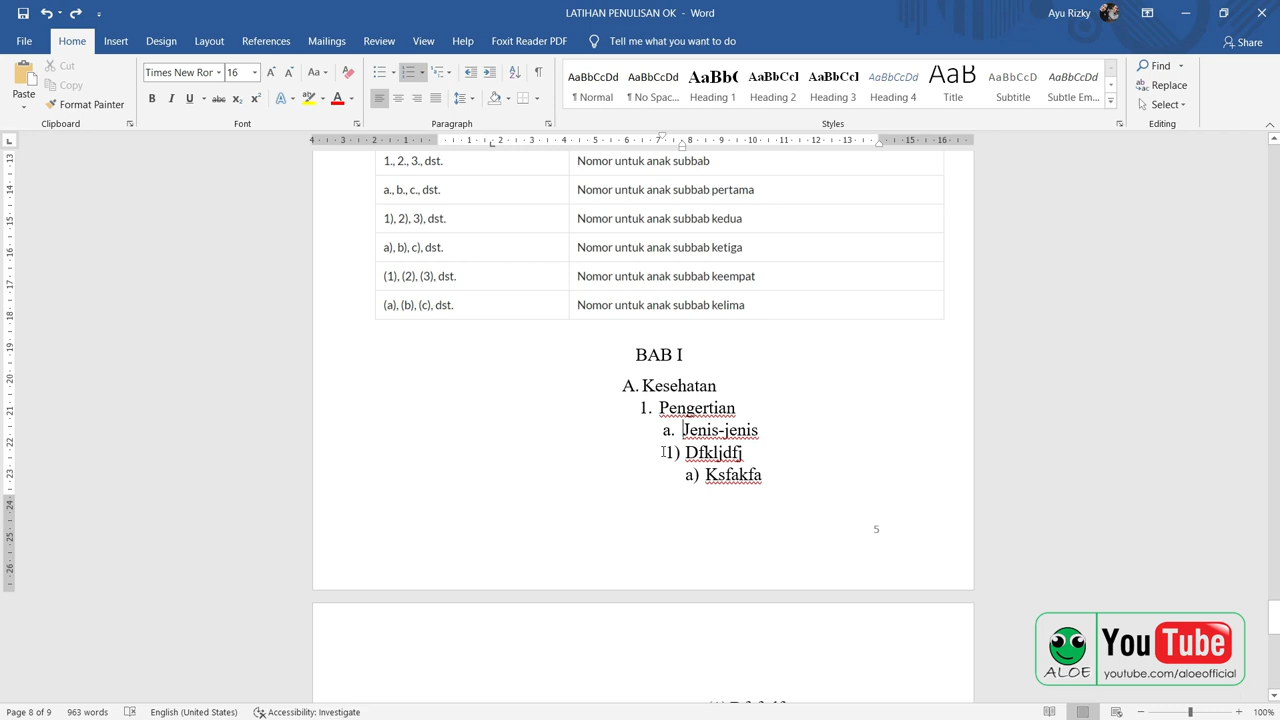 LATIHAN PENULISAN OK - Word
Ayu Rizky
File Home Insert Design Layout References Mailings Review View Help Foxit Reader PDF Tell me what you want to do
Share
Paste
Cut
Copy
Format Painter
Clipboard
Times New Ror 16
Font
Paragraph
AaBbCcDd AaBbCcDd AaBb( AaBbCcI AaBbCcI AaBbCcDd AaB AaBbCcDd AaBbCcDd
¶ Normal ¶ No Spac... Heading 1 Heading 2 Heading 3 Heading 4 Title Subtitle Subtle Em...
Styles
Find
Replace
Select
Editing
1., 2., 3., dst. Nomor untuk anak subbab
a., b., c., dst. Nomor untuk anak subbab pertama
1), 2), 3), dst. Nomor untuk anak subbab kedua
a), b), c), dst. Nomor untuk anak subbab ketiga
(1), (2), (3), dst. Nomor untuk anak subbab keempat
(a), (b), (c), dst. Nomor untuk anak subbab kelima
BAB I
A. Kesehatan
1. Pengertian
a. Jenis-jenis
1) Dfkljdfj
a) Ksfakfa
5
YouTube
ALOE
youtube.com/aloeofficial
Page 8 of 9 963 words English (United States) Accessibility: Investigate 100%